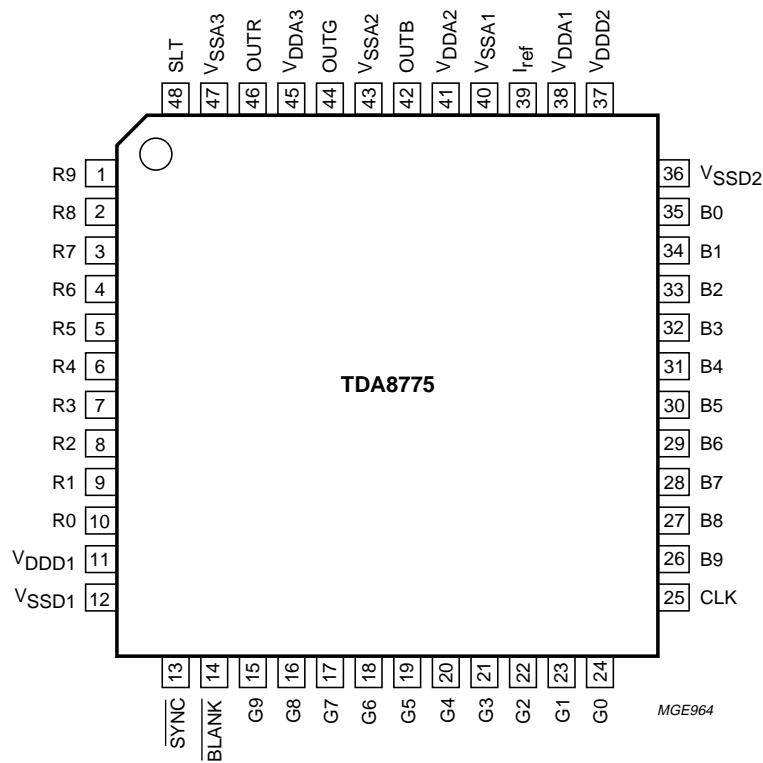 SLT VSSA3 OUTR VDDA3 OUTG VSSA2 OUTB VDDA2 VSSA1 Iref VDDA1 VDDD2
48 47 46 45 44 43 42 41 40 39 38 37
R9 1
R8 2
R7 3
R6 4
R5 5
R4 6
R3 7
R2 8
R1 9
R0 10
VDDD1 11
VSSD1 12
TDA8775
36 VSSD2
35 B0
34 B1
33 B2
32 B3
31 B4
30 B5
29 B6
28 B7
27 B8
26 B9
25 CLK
13 14 15 16 17 18 19 20 21 22 23 24
SYNC BLANK G9 G8 G7 G6 G5 G4 G3 G2 G1 G0
MGE964